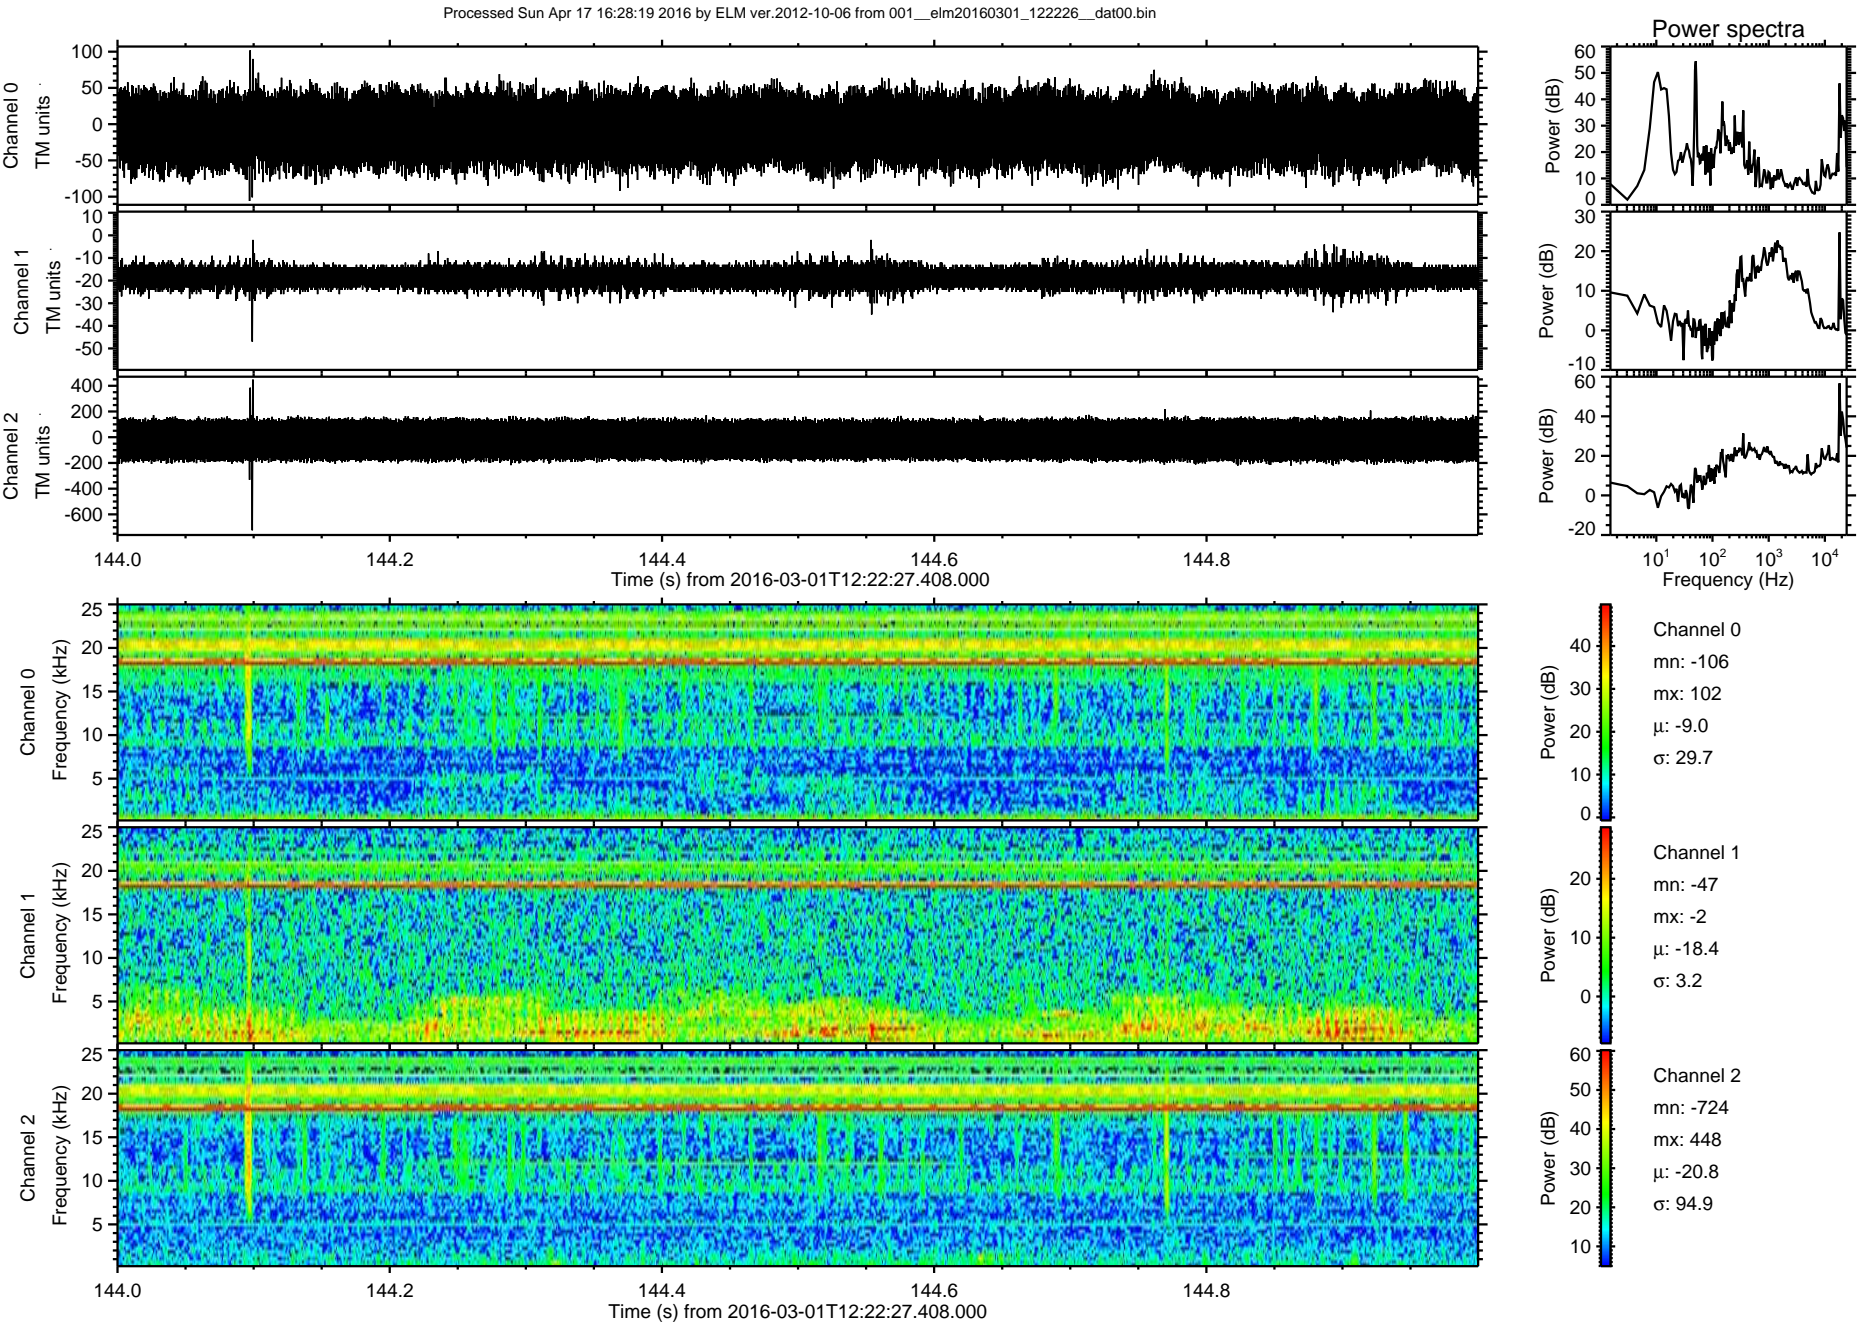 Processed Sun Apr 17 16:28:19 2016 by ELM ver.2012-10-06 from 001__elm20160301_122226__dat00.bin
Power spectra
Channel 0
TM units
100
50
0
-50
-100
Power (dB)
60
50
40
30
20
10
0
Channel 1
TM units
10
0
-10
-20
-30
-40
-50
Power (dB)
30
20
10
0
-10
Channel 2
TM units
400
200
0
-200
-400
-600
Power (dB)
60
40
20
0
-20
144.0 144.2 144.4 144.6 144.8
Time (s) from 2016-03-01T12:22:27.408.000
10^1 10^2 10^3 10^4
Frequency (Hz)
Channel 0
Frequency (kHz)
25
20
15
10
5
Power (dB)
40
30
20
10
0
Channel 0
mn: -106
mx: 102
μ: -9.0
σ: 29.7
Channel 1
Frequency (kHz)
25
20
15
10
5
Power (dB)
20
10
0
Channel 1
mn: -47
mx: -2
μ: -18.4
σ: 3.2
Channel 2
Frequency (kHz)
25
20
15
10
5
Power (dB)
60
50
40
30
20
10
Channel 2
mn: -724
mx: 448
μ: -20.8
σ: 94.9
144.0 144.2 144.4 144.6 144.8
Time (s) from 2016-03-01T12:22:27.408.000